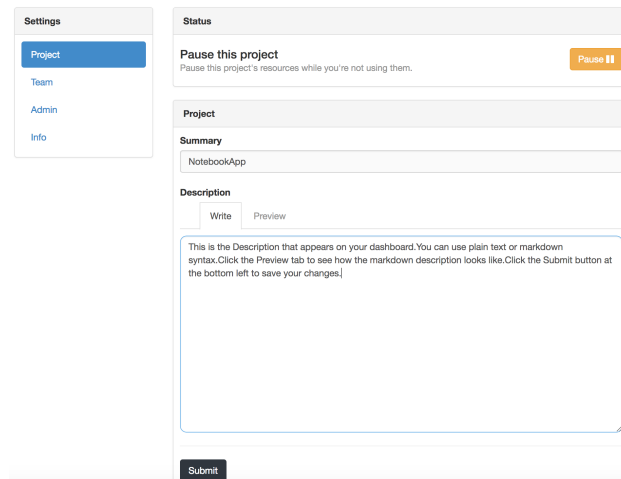 Settings
Project
Team
Admin
Info
Status
Pause this project
Pause this project's resources while you're not using them.
Pause
Project
Summary
NotebookApp
Description
Write Preview
This is the Description that appears on your dashboard.You can use plain text or markdown
syntax.Click the Preview tab to see how the markdown description looks like.Click the Submit button at
the bottom left to save your changes.
Submit